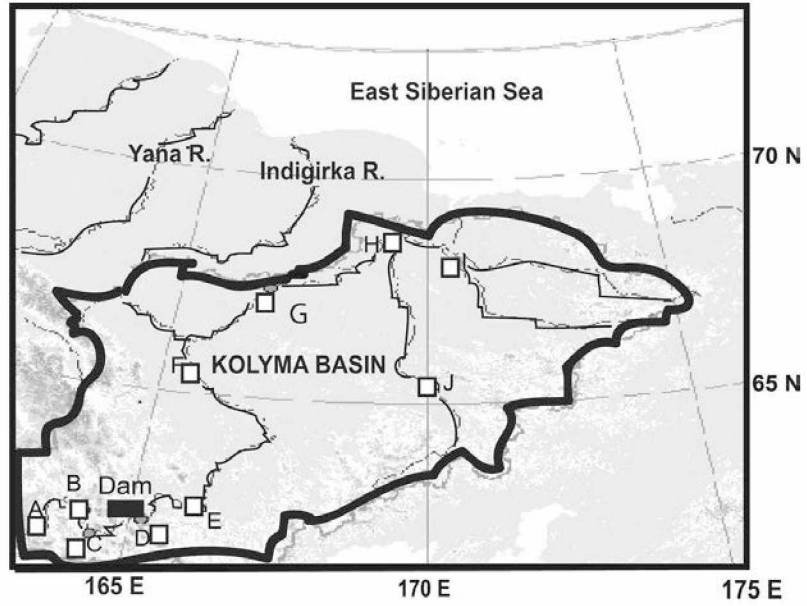 East Siberian Sea
Yana R.
Indigirka R.
70 N
H
I
G
F
KOLYMA BASIN
J
65 N
B
Dam
A
E
D
C
165 E
170 E
175 E